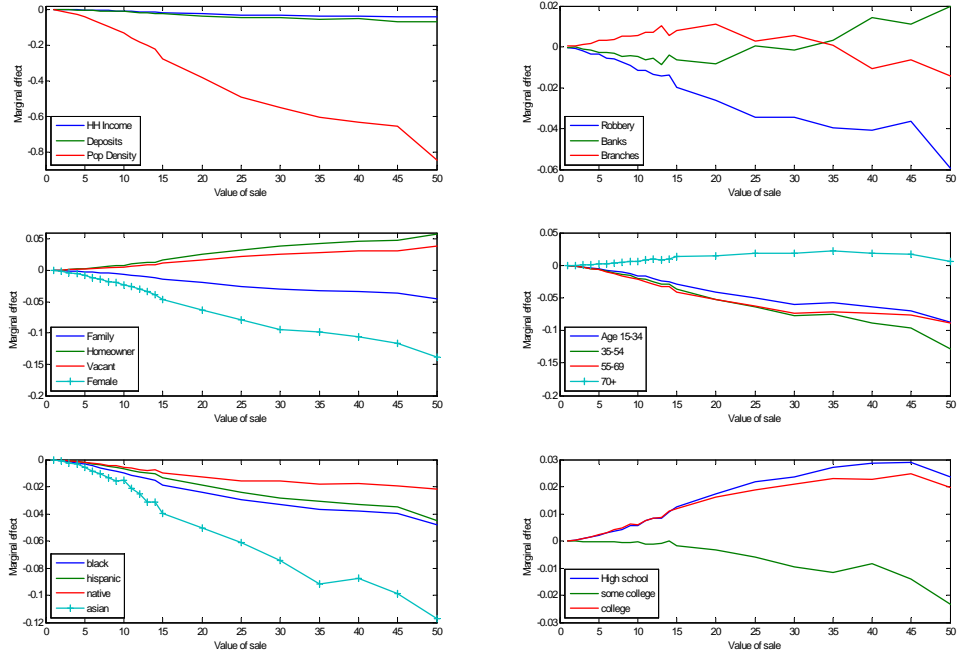 0
-0.2
-0.4
-0.6
-0.8
Marginal effect
HH Income
Deposits
Pop Density
0 5 10 15 20 25 30 35 40 45 50
Value of sale
0.02
0
-0.02
-0.04
-0.06
Marginal effect
Robbery
Banks
Branches
0 5 10 15 20 25 30 35 40 45 50
Value of sale
0.05
0
-0.05
-0.1
-0.15
-0.2
Marginal effect
Family
Homeowner
Vacant
Female
0 5 10 15 20 25 30 35 40 45 50
Value of sale
0.05
0
-0.05
-0.1
-0.15
-0.2
Marginal effect
Age 15-34
35-54
55-69
70+
0 5 10 15 20 25 30 35 40 45 50
Value of sale
0
-0.02
-0.04
-0.06
-0.08
-0.1
-0.12
Marginal effect
black
hispanic
native
asian
0 5 10 15 20 25 30 35 40 45 50
Value of sale
0.03
0.02
0.01
0
-0.01
-0.02
-0.03
Marginal effect
High school
some college
college
0 5 10 15 20 25 30 35 40 45 50
Value of sale